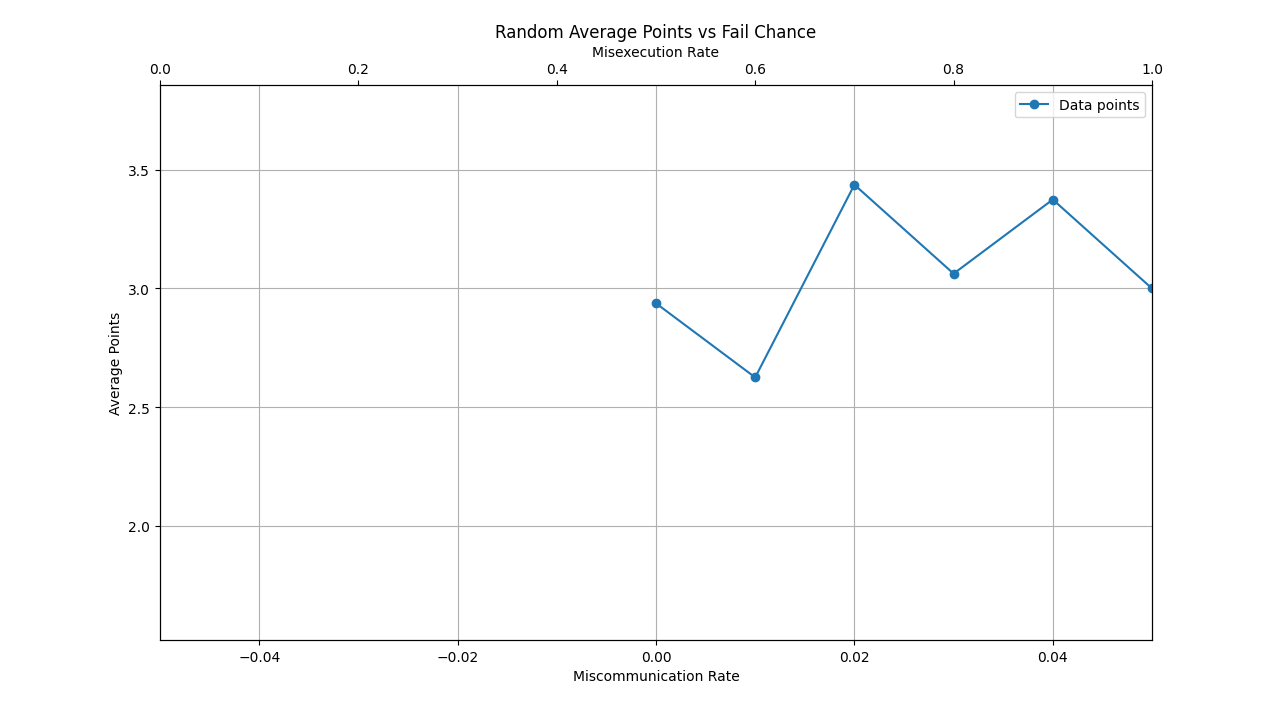 Random Average Points vs Fail Chance
Misexecution Rate
0.0 0.2 0.4 0.6 0.8 1.0
Data points
3.5
3.0
2.5
2.0
Average Points
−0.04 −0.02 0.00 0.02 0.04
Miscommunication Rate